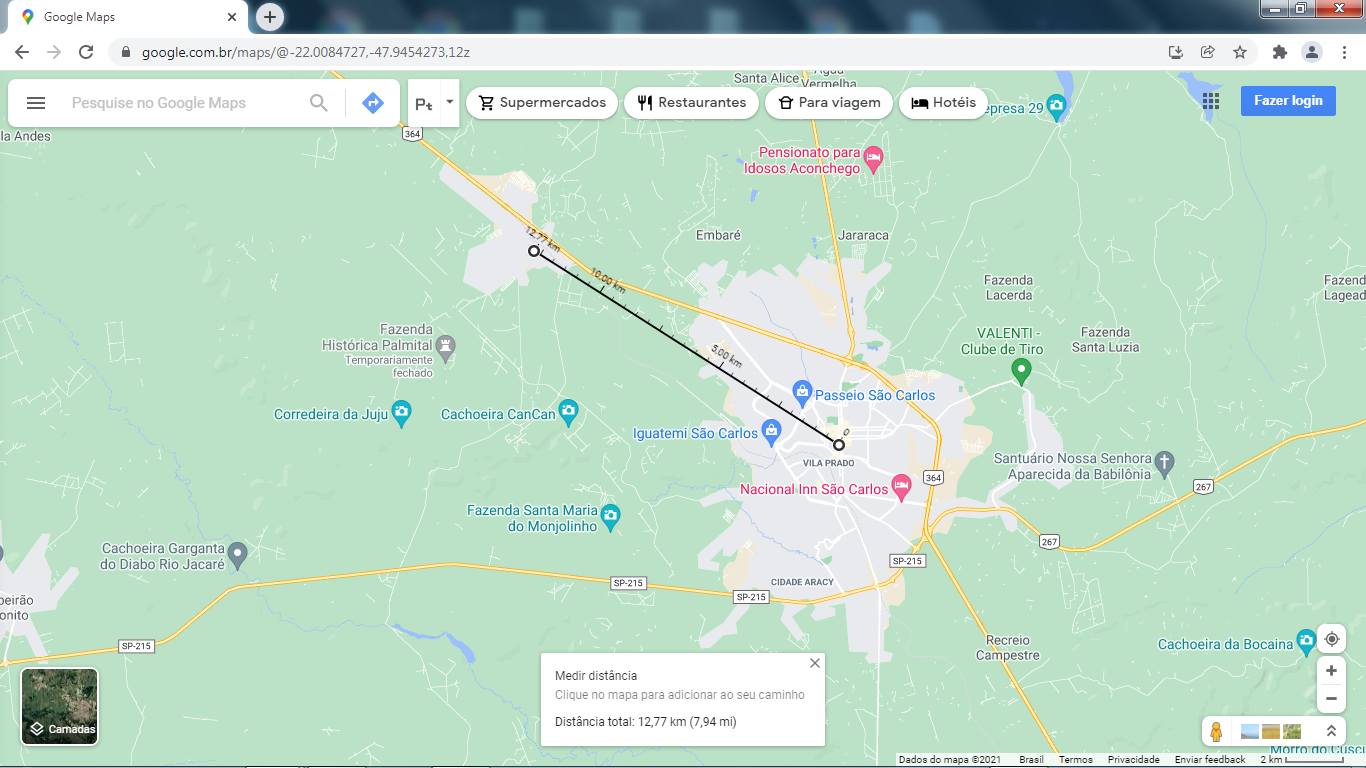 Google Maps
google.com.br/maps/@-22.0084727,-47.9454273,12z
Pesquise no Google Maps
Supermercados
Restaurantes
Para viagem
Hotéis
Fazer login
Santa Alice
Vermelha
epresa 29
la Andes
364
Pensionato para
Idosos Aconchego
Embaré
Jararaca
12,77 km
10,00 km
5,00 km
0
Fazenda
Lacerda
Fazend
Lagead
Fazenda
Histórica Palmital
Temporariamente
fechado
VALENTI -
Clube de Tiro
Fazenda
Santa Luzia
Passeio São Carlos
Corredeira da Juju
Cachoeira CanCan
Iguatemi São Carlos
VILA PRADO
Santuário Nossa Senhora
Aparecida da Babilônia
364
267
Nacional Inn São Carlos
Fazenda Santa Maria
do Monjolinho
267
Cachoeira Garganta
do Diabo Rio Jacaré
SP-215
CIDADE ARACY
SP-215
SP-215
beirão
onito
SP-215
Recreio
Campestre
Cachoeira da Bocaina
Medir distância
Clique no mapa para adicionar ao seu caminho
Distância total: 12,77 km (7,94 mi)
Camadas
Dados do mapa ©2021
Brasil
Termos
Privacidade
Enviar feedback
2 km